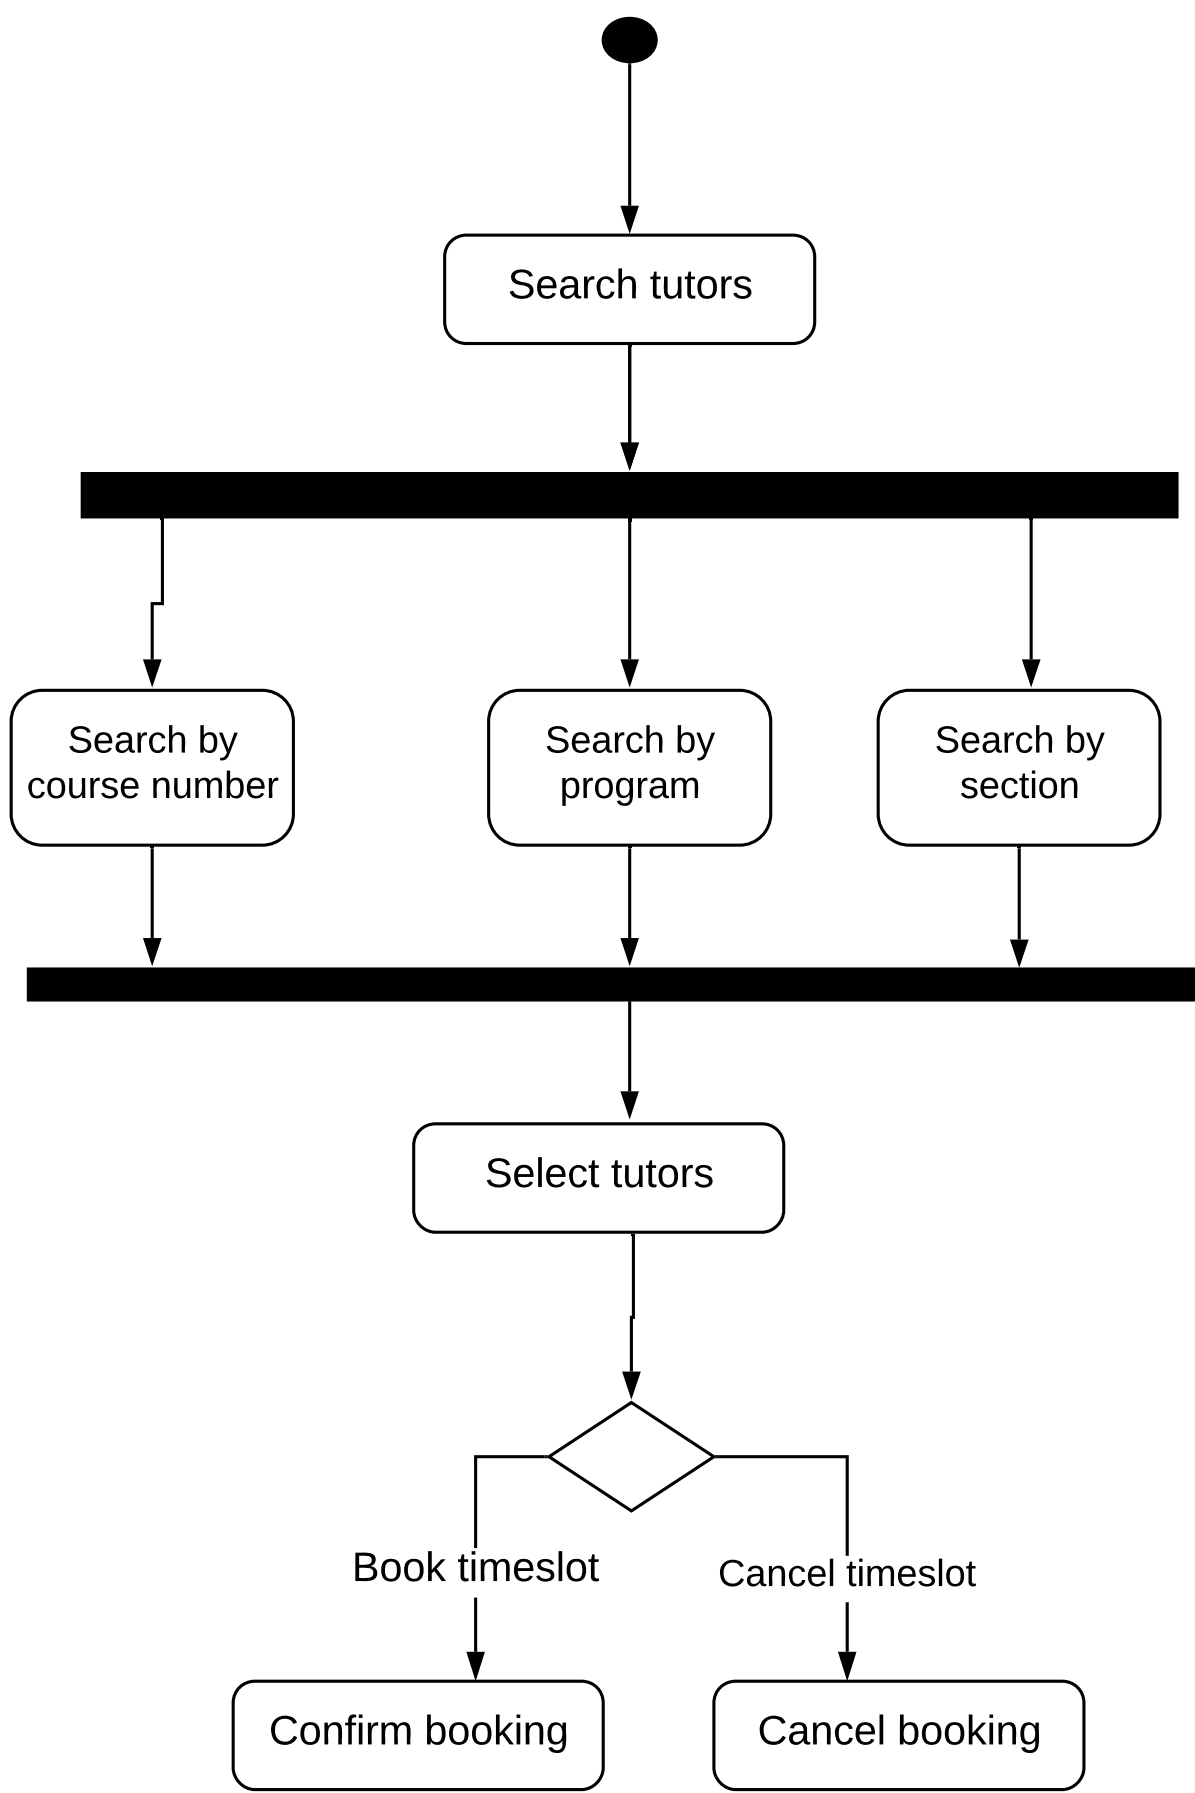 Search tutors
Search by
course number
Search by
program
Search by
section
Select tutors
Book timeslot
Cancel timeslot
Confirm booking
Cancel booking